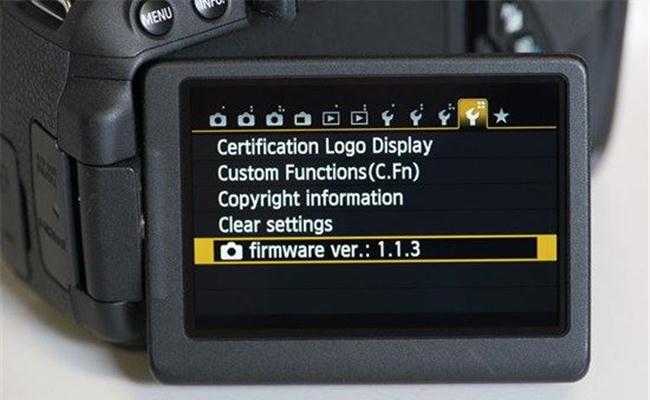 MENU
INFO.
Certification Logo Display
Custom Functions(C.Fn)
Copyright information
Clear settings
firmware ver.: 1.1.3